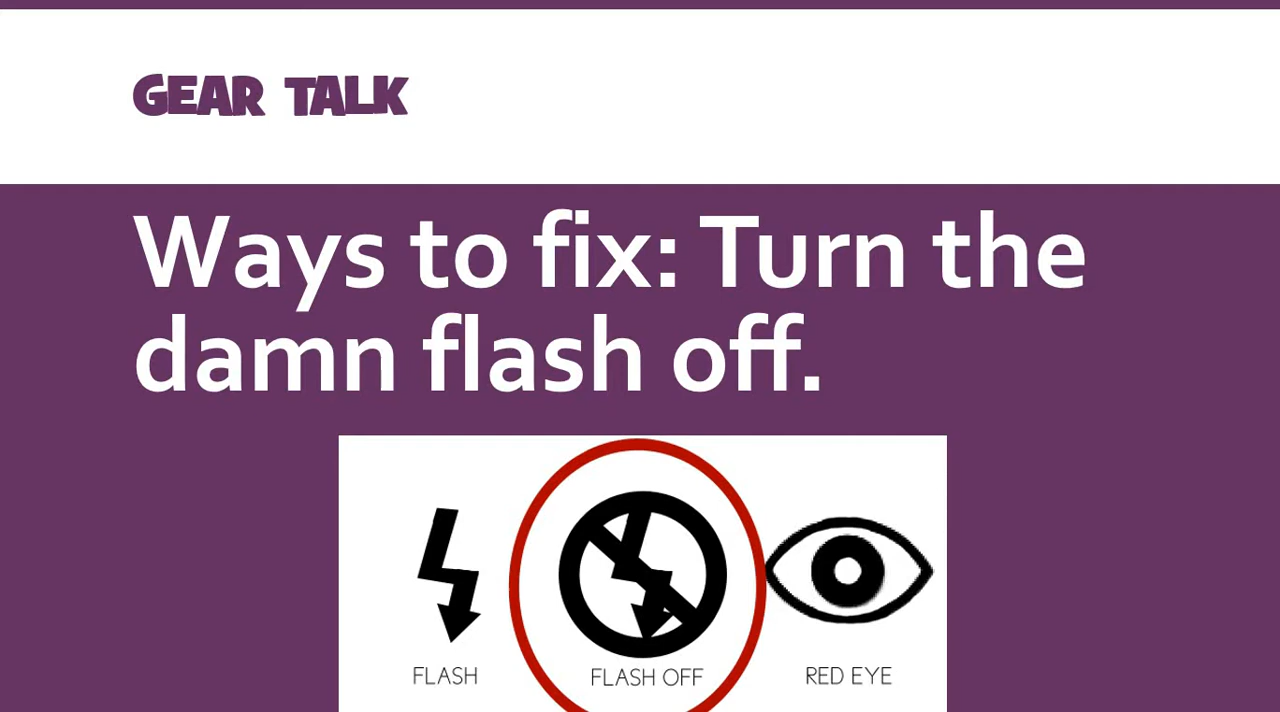 GEAR TALK
Ways to fix: Turn the
damn flash off.
FLASH
FLASH OFF
RED EYE